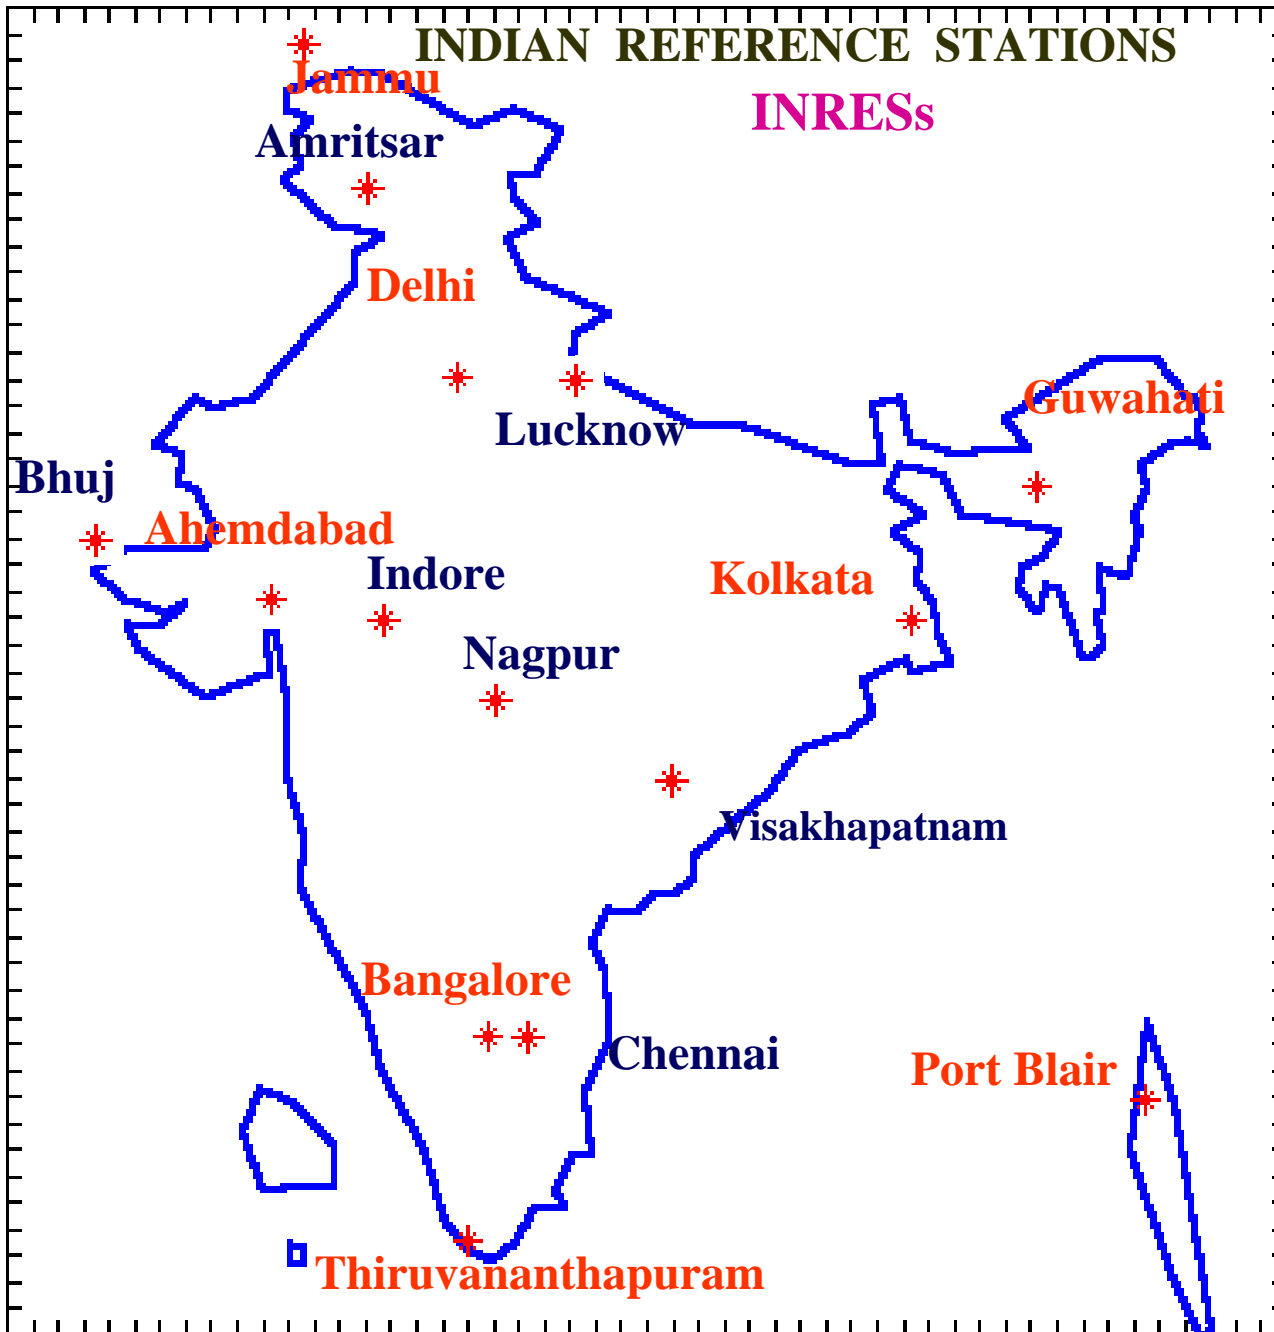 INDIAN REFERENCE STATIONS
Jammu
INRESs
Amritsar
Delhi
Guwahati
Lucknow
Bhuj
Ahemdabad
Indore
Kolkata
Nagpur
Visakhapatnam
Bangalore
Chennai
Port Blair
Thiruvananthapuram